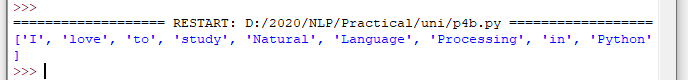 >>>
=================== RESTART: D:/2020/NLP/Practical/uni/p4b.py ==================
['I', 'love', 'to', 'study', 'Natural', 'Language', 'Processing', 'in', 'Python'
]
>>>